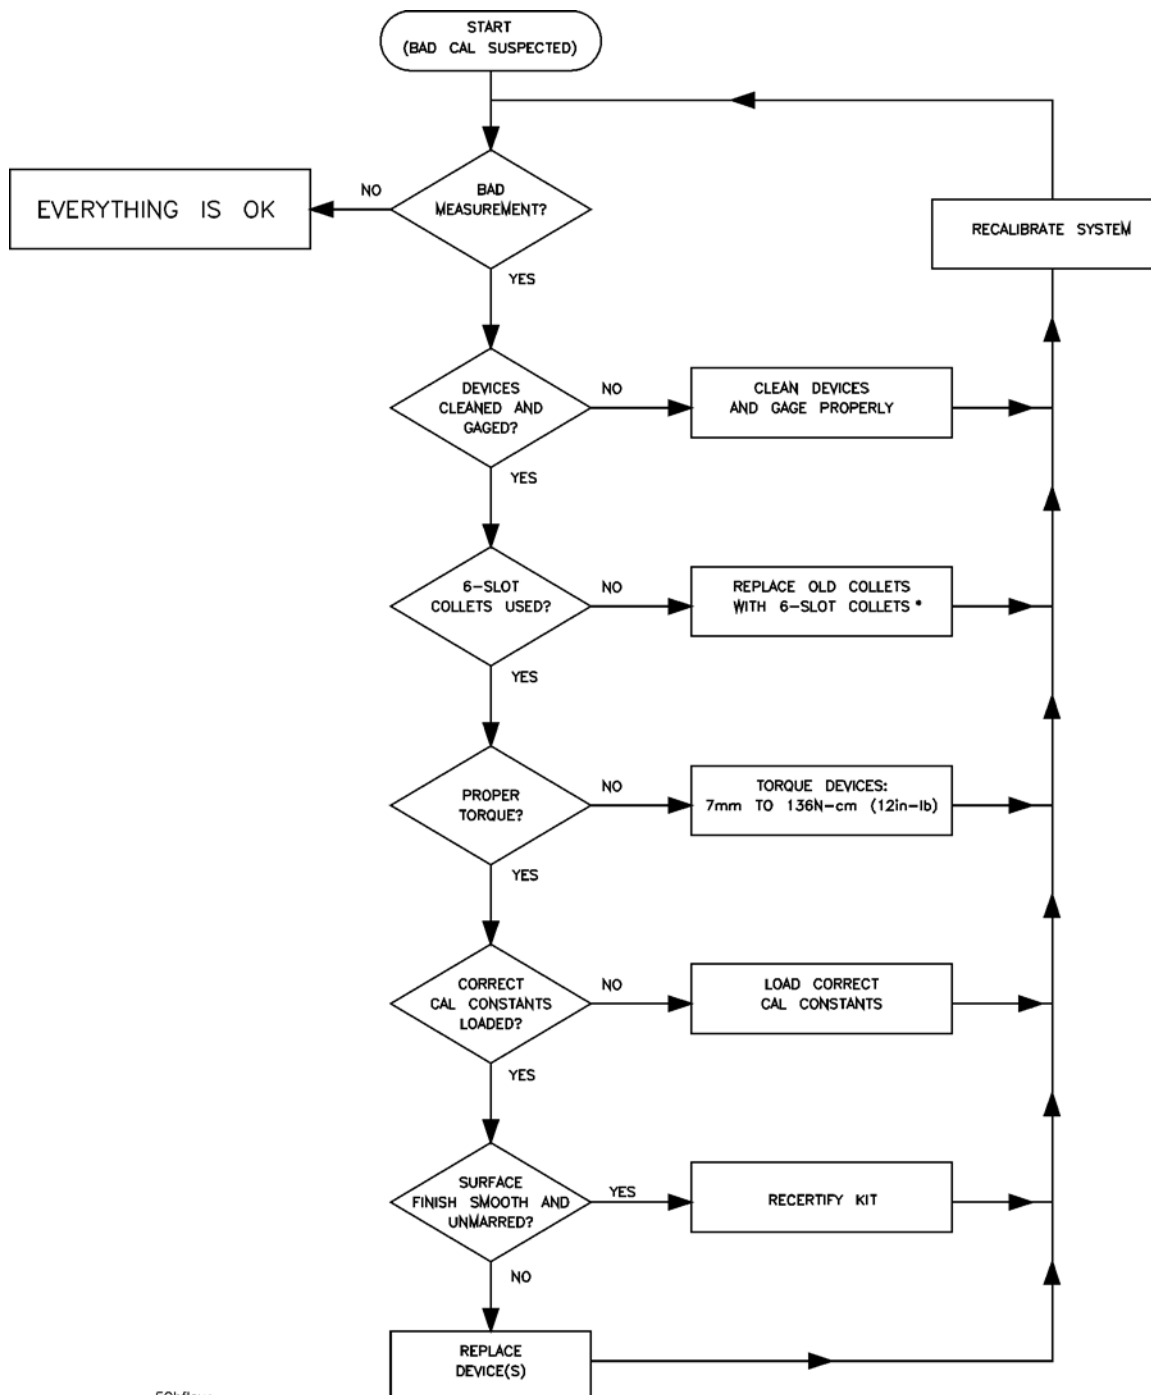 START
(BAD CAL SUSPECTED)
BAD
MEASUREMENT?
NO
EVERYTHING IS OK
RECALIBRATE SYSTEM
YES
DEVICES
CLEANED AND
GAGED?
NO
CLEAN DEVICES
AND GAGE PROPERLY
YES
6-SLOT
COLLETS USED?
NO
REPLACE OLD COLLETS
WITH 6-SLOT COLLETS *
YES
PROPER
TORQUE?
NO
TORQUE DEVICES:
7mm TO 136N-cm (12in-lb)
YES
CORRECT
CAL CONSTANTS
LOADED?
NO
LOAD CORRECT
CAL CONSTANTS
YES
SURFACE
FINISH SMOOTH AND
UNMARRED?
YES
RECERTIFY KIT
NO
REPLACE
DEVICE(S)